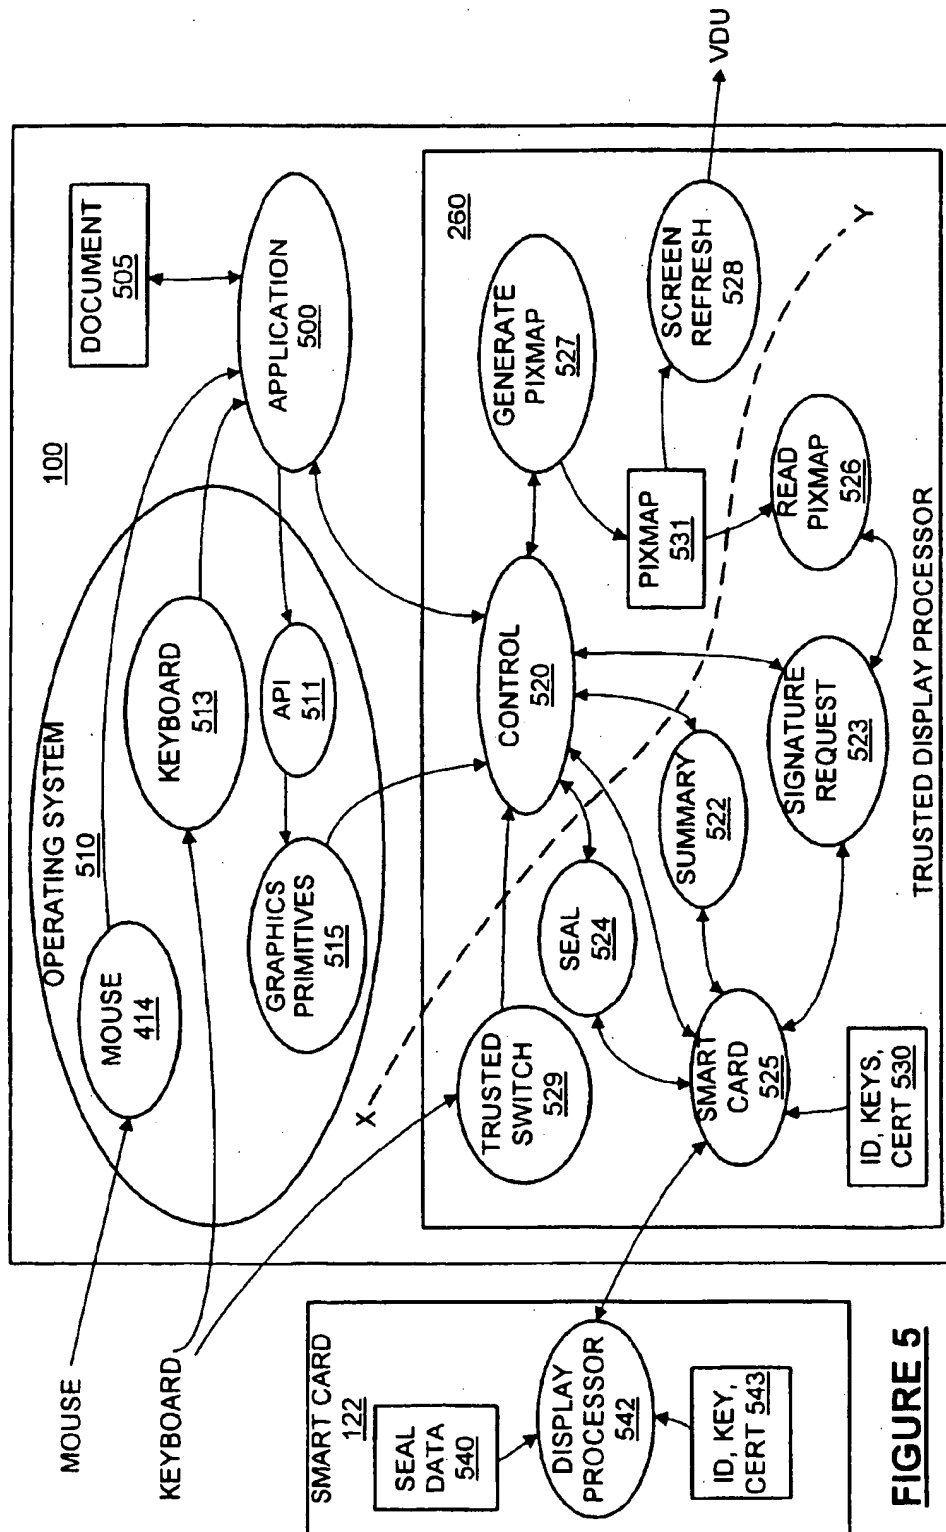 MOUSE
KEYBOARD
OPERATING SYSTEM
510
MOUSE
414
KEYBOARD
513
GRAPHICS
PRIMITIVES
515
API
511
100
APPLICATION
500
DOCUMENT
505
X
260
TRUSTED
SWITCH
529
CONTROL
520
GENERATE
PIXMAP
527
SEAL
524
PIXMAP
531
SCREEN
REFRESH
528
VDU
Y
SUMMARY
522
SMART
CARD
525
SIGNATURE
REQUEST
523
READ
PIXMAP
526
ID, KEYS,
CERT 530
TRUSTED DISPLAY PROCESSOR
SMART CARD
122
SEAL
DATA
540
DISPLAY
PROCESSOR
542
ID, KEY,
CERT 543
FIGURE 5